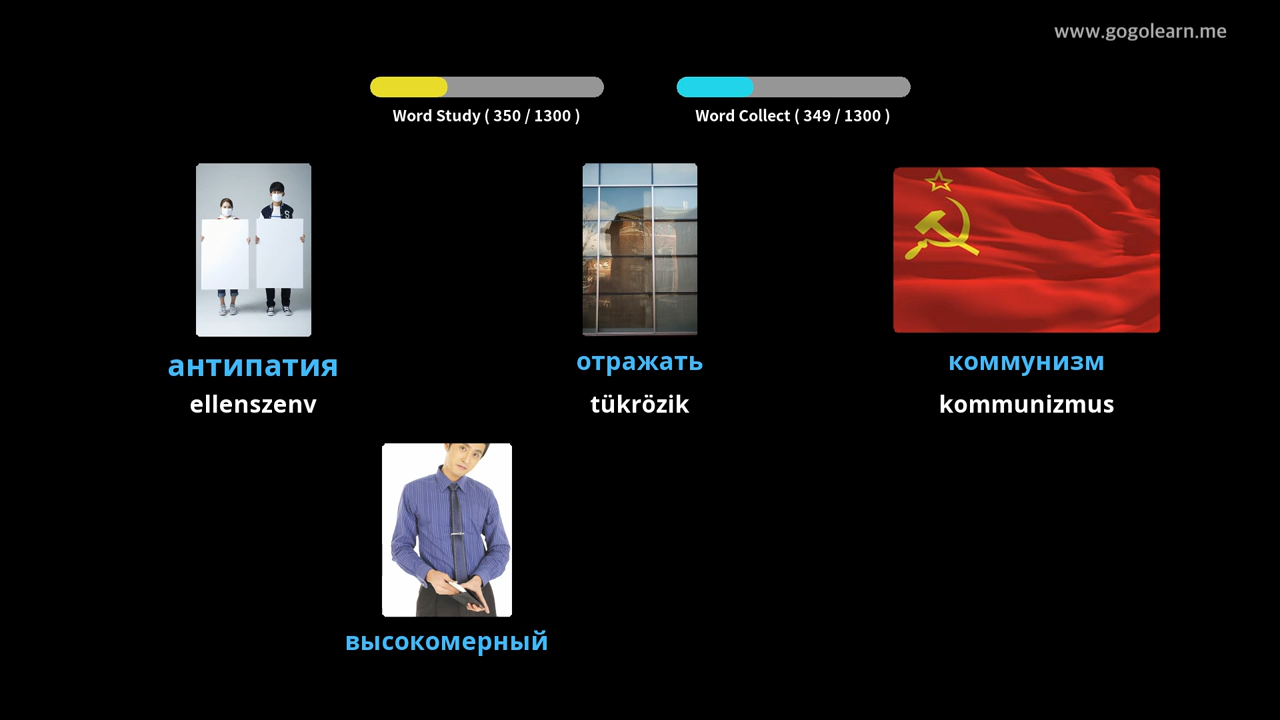 www.gogolearn.me
Word Study ( 350 / 1300 )
Word Collect ( 349 / 1300 )
антипатия
ellenszenv
отражать
tükrözik
коммунизм
kommunizmus
высокомерный